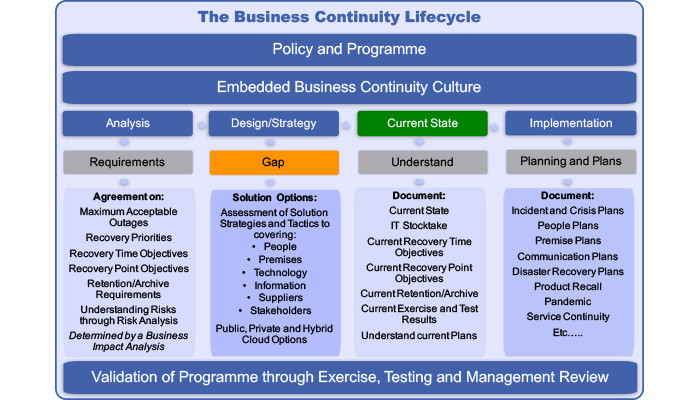 The Business Continuity Lifecycle
Policy and Programme
Embedded Business Continuity Culture
Analysis
Requirements
Agreement on:
Maximum Acceptable
Outages
Recovery Priorities
Recovery Time Objectives
Recovery Point Objectives
Retention/Archive
Requirements
Understanding Risks
through Risk Analysis
Determined by a Business
Impact Analysis
Design/Strategy
Gap
Solution Options:
Assessment of Solution
Strategies and Tactics to
covering:
• People
• Premises
• Technology
• Information
• Suppliers
• Stakeholders
Public, Private and Hybrid
Cloud Options
Current State
Understand
Document:
Current State
IT Stocktake
Current Recovery Time
Objectives
Current Recovery Point
Objectives
Current Retention/Archive
Current Exercise and Test
Results
Understand current Plans
Implementation
Planning and Plans
Document:
Incident and Crisis Plans
People Plans
Premise Plans
Communication Plans
Disaster Recovery Plans
Product Recall
Pandemic
Service Continuity
Etc.....
Validation of Programme through Exercise, Testing and Management Review